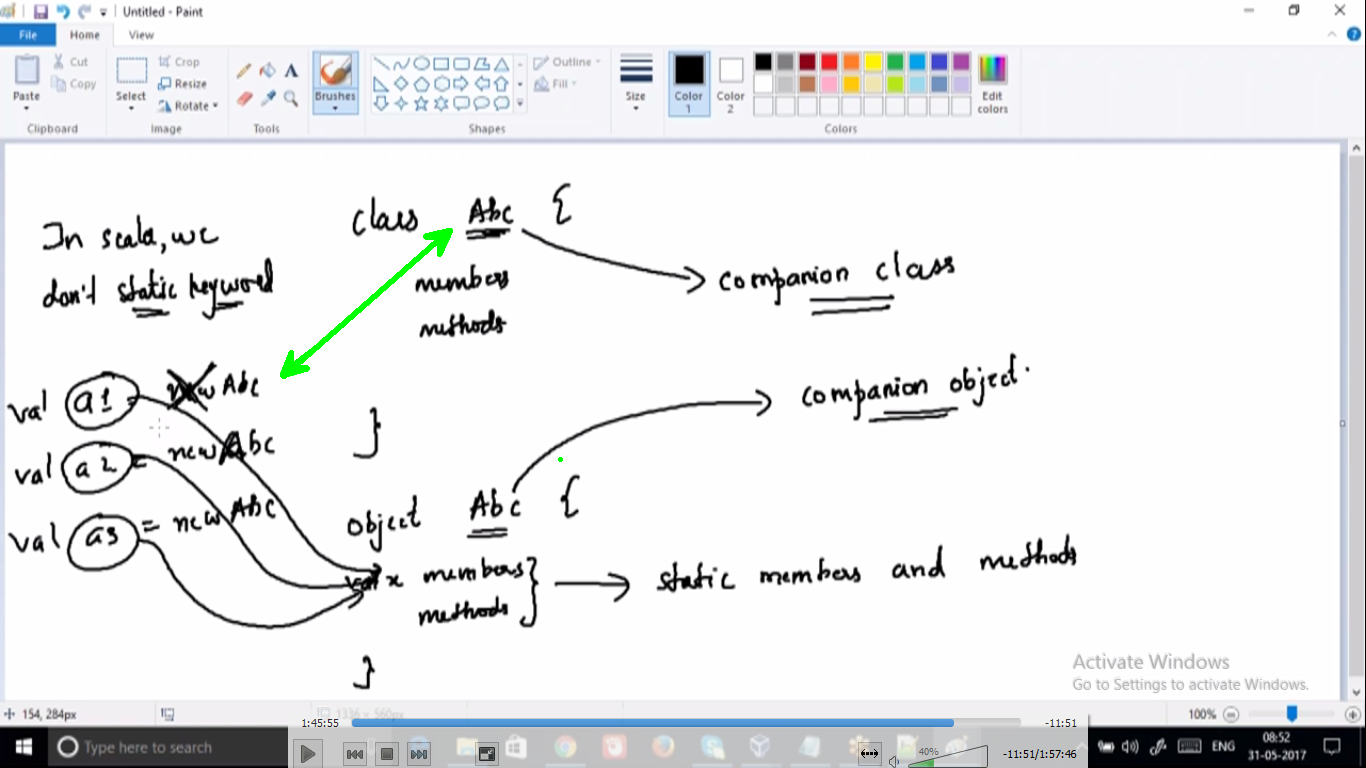 Untitled - Paint
File
Home
View
Paste
Cut
Copy
Clipboard
Select
Crop
Resize
Rotate
Image
A
Tools
Brushes
Outline
Fill
Shapes
Size
Color 1
Color 2
Edit colors
Colors
In scala, we
don't static keyword
class Abc {
members
methods
}
companion class
val a1 new Abc
val a2 = new Abc
val a3 = new Abc
companion object.
object Abc {
val x members }
methods
static members and methods
}
Activate Windows
Go to Settings to activate Windows.
154, 284px
1336 × 560px
100%
1:45:55
-11:51
Type here to search
40%
-11:51/1:57:46
ENG
08:52
31-05-2017